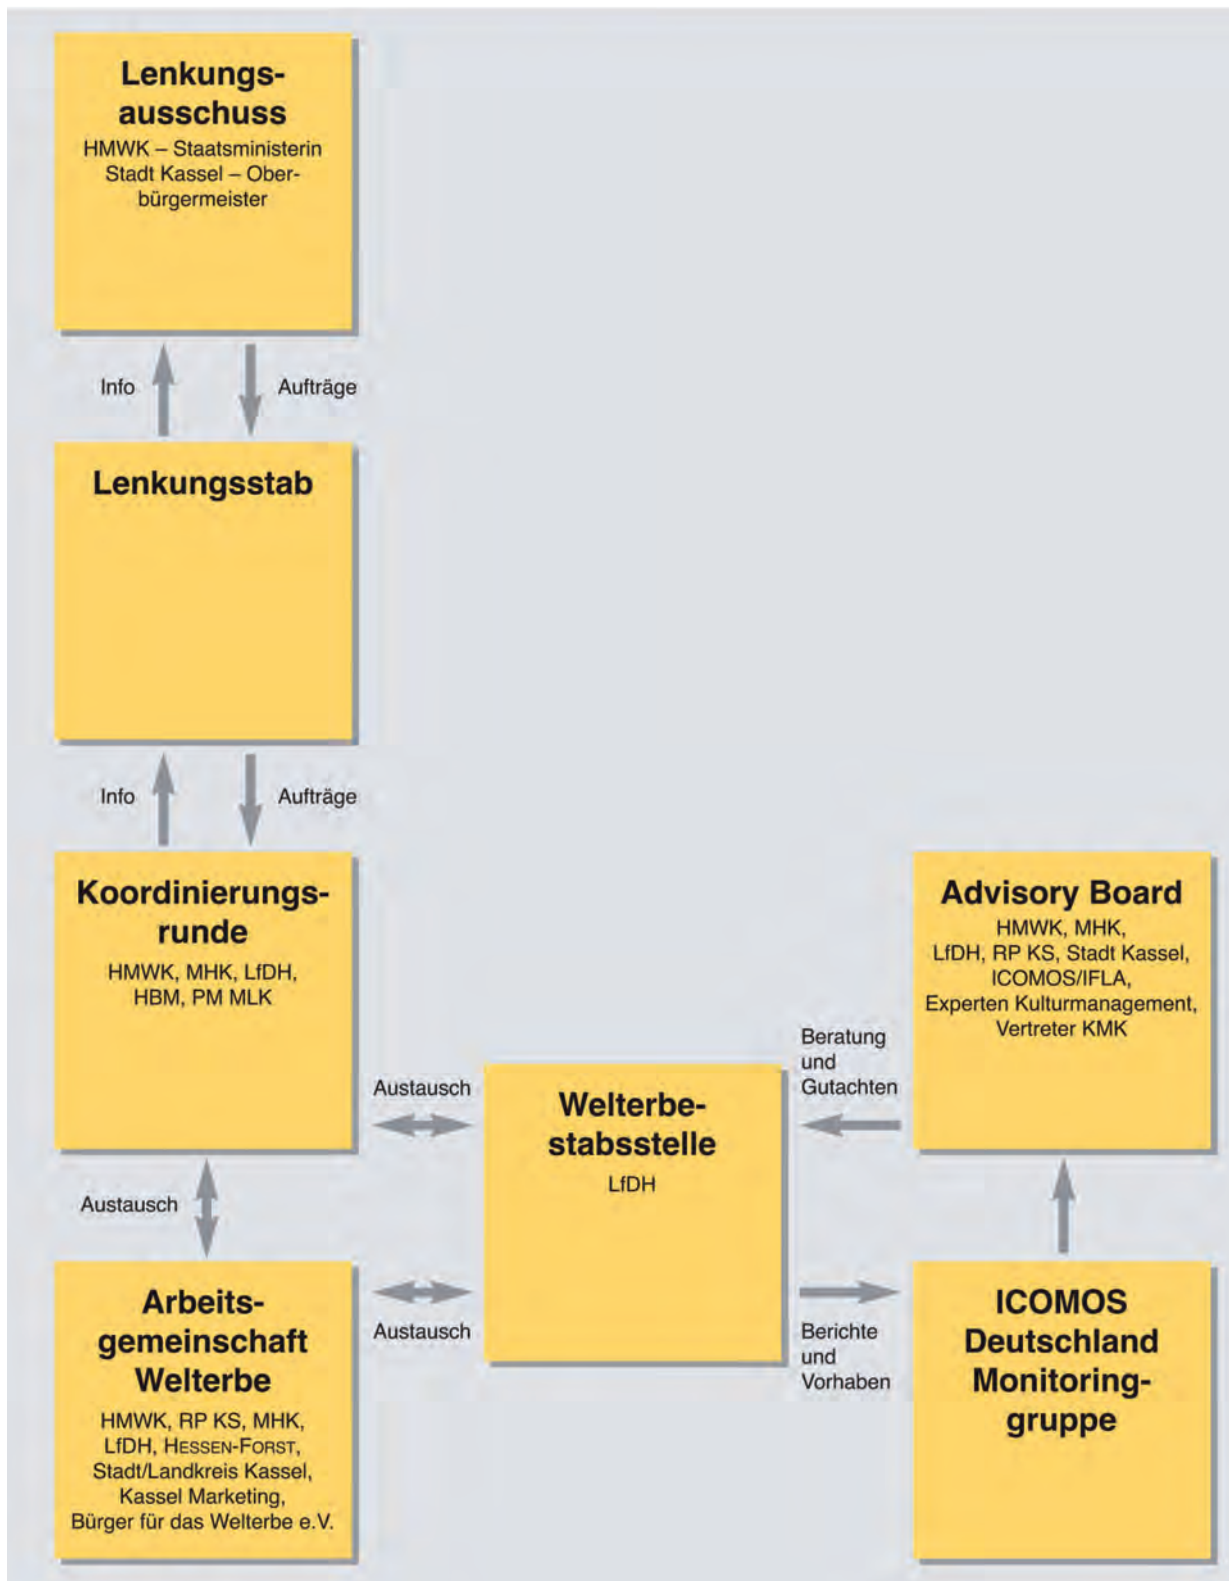 Lenkungs-
ausschuss
HMWK – Staatsministerin
Stadt Kassel – Ober-
bürgermeister
Info
Aufträge
Lenkungsstab
Info
Aufträge
Koordinierungs-
runde
HMWK, MHK, LfDH,
HBM, PM MLK
Advisory Board
HMWK, MHK,
LfDH, RP KS, Stadt Kassel,
ICOMOS/IFLA,
Experten Kulturmanagement,
Vertreter KMK
Austausch
Welterbe-
stabsstelle
LfDH
Beratung
und
Gutachten
Austausch
Arbeits-
gemeinschaft
Welterbe
HMWK, RP KS, MHK,
LfDH, HESSEN-FORST,
Stadt/Landkreis Kassel,
Kassel Marketing,
Bürger für das Welterbe e.V.
Austausch
Berichte
und
Vorhaben
ICOMOS
Deutschland
Monitoring-
gruppe